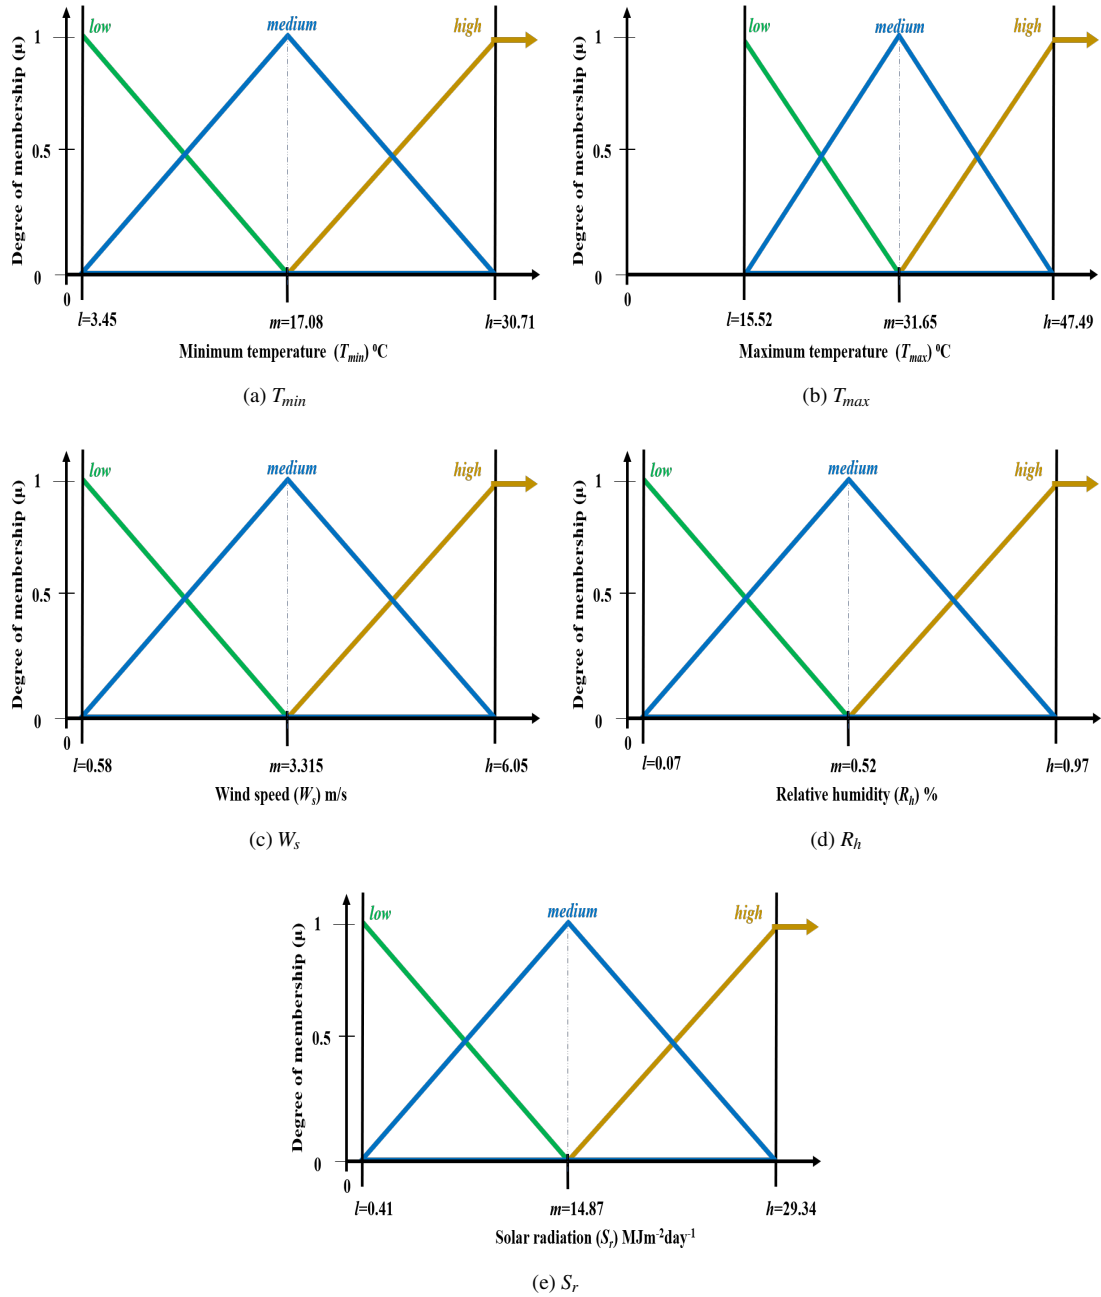 low
medium
high
1
0.5
0
0
Degree of membership (μ)
l=3.45
m=17.08
h=30.71
Minimum temperature (Tmin) ⁰C
(a) Tmin
low
medium
high
1
0.5
0
0
Degree of membership (μ)
l=15.52
m=31.65
h=47.49
Maximum temperature (Tmax) ⁰C
(b) Tmax
low
medium
high
1
0.5
0
0
Degree of membership (μ)
l=0.58
m=3.315
h=6.05
Wind speed (Ws) m/s
(c) Ws
low
medium
high
1
0.5
0
0
Degree of membership (μ)
l=0.07
m=0.52
h=0.97
Relative humidity (Rh) %
(d) Rh
low
medium
high
1
0.5
0
0
Degree of membership (μ)
l=0.41
m=14.87
h=29.34
Solar radiation (Sr) MJm⁻²day⁻¹
(e) Sr